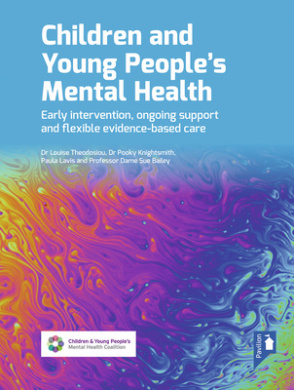 Children and
Young People's
Mental Health
Early intervention, ongoing support
and flexible evidence-based care
Dr Louise Theodosiou, Dr Pooky Knightsmith,
Paula Lavis and Professor Dame Sue Bailey
Children & Young People's
Mental Health Coalition
Pavilion